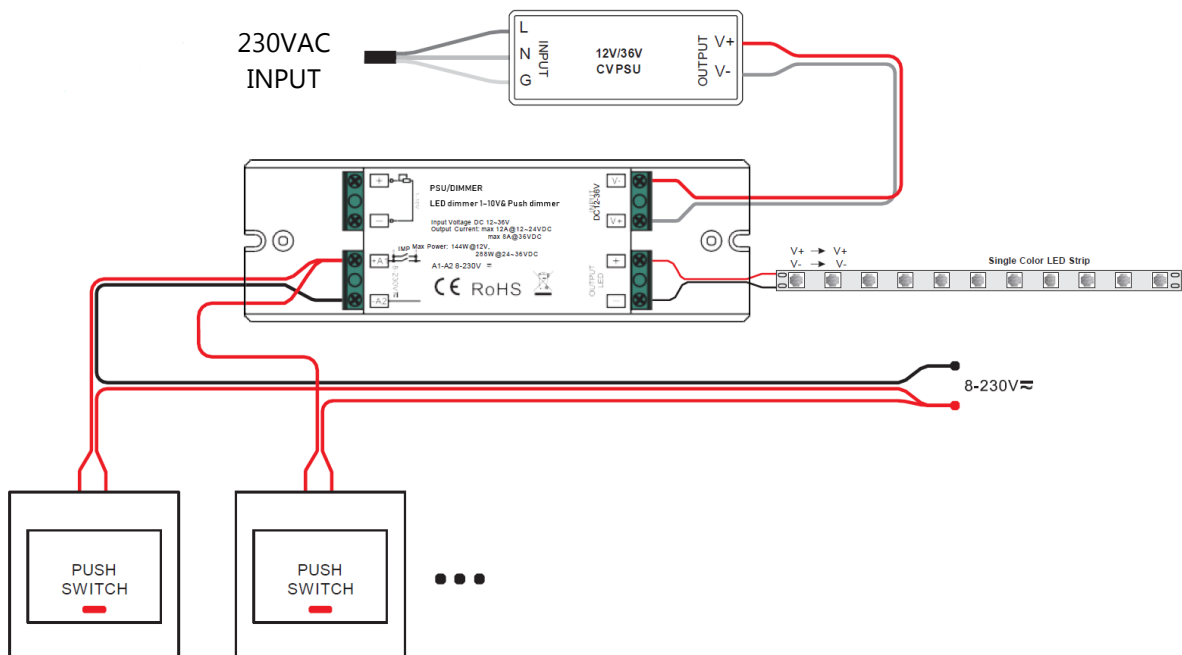 230VAC
INPUT
L
N
G
INPUT
12V/36V
CV PSU
OUTPUT
V+
V-
+
—
PSU/DIMMER
LED dimmer 1~10V& Push dimmer
Input Voltage DC 12~36V
Output Current: max 12A@12~24VDC
max 8A@36VDC
Max Power: 144W@12V,
288W@24~36VDC
A1-A2 8-230V ≂
CE RoHS
IMP
+A1
-A2
V-
V+
INPUT
DC12-36V
+
—
OUTPUT
LED
V+ → V+
V- → V-
Single Color LED Strip
8-230V≂
PUSH
SWITCH
PUSH
SWITCH